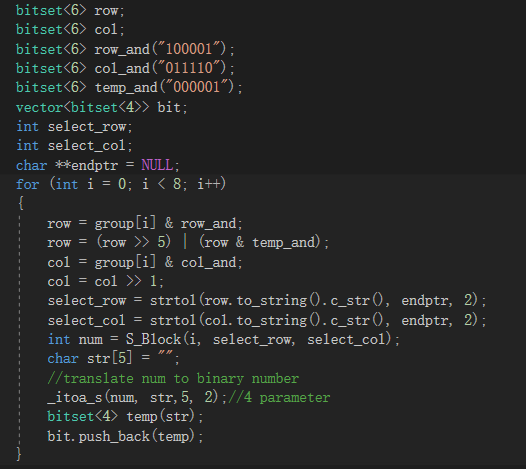 bitset<6> row;
bitset<6> col;
bitset<6> row_and("100001");
bitset<6> col_and("011110");
bitset<6> temp_and("000001");
vector<bitset<4>> bit;
int select_row;
int select_col;
char **endptr = NULL;
for (int i = 0; i < 8; i++)
{
row = group[i] & row_and;
row = (row >> 5) | (row & temp_and);
col = group[i] & col_and;
col = col >> 1;
select_row = strtol(row.to_string().c_str(), endptr, 2);
select_col = strtol(col.to_string().c_str(), endptr, 2);
int num = S_Block(i, select_row, select_col);
char str[5] = "";
//translate num to binary number
_itoa_s(num, str,5, 2);//4 parameter
bitset<4> temp(str);
bit.push_back(temp);
}